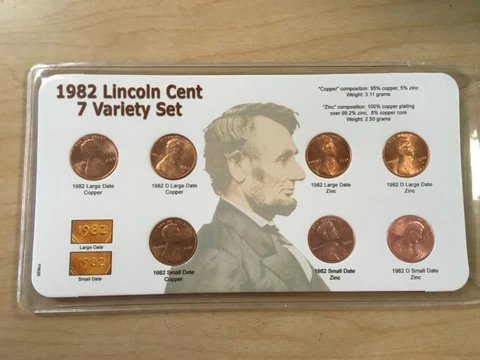 1982 Lincoln Cent
7 Variety Set
"Copper" composition: 95% copper, 5% zinc
Weight: 3.11 grams
"Zinc" composition: 100% copper plating
over 99.2% zinc, .8% copper core
Weight: 2.50 grams
1982 Large Date
Copper
1982 D Large Date
Copper
1982 Large Date
Zinc
1982 D Large Date
Zinc
1982
Large Date
1982
Small Date
1982 Small Date
Copper
1982 Small Date
Zinc
1982 D Small Date
Zinc